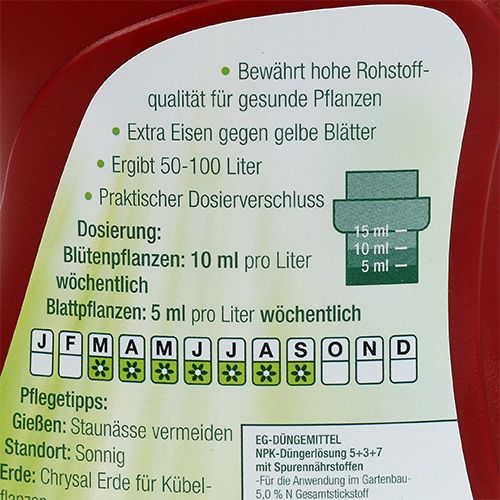 • Bewährt hohe Rohstoff-
qualität für gesunde Pflanzen
• Extra Eisen gegen gelbe Blätter
• Ergibt 50-100 Liter
• Praktischer Dosierverschluss
15 ml
10 ml
5 ml
Dosierung:
Blütenpflanzen: 10 ml pro Liter
wöchentlich
Blattpflanzen: 5 ml pro Liter wöchentlich
J F M A M J J A S O N D
Pflegetipps:
Gießen: Staunässe vermeiden
Standort: Sonnig
Erde: Chrysal Erde für Kübel-
pflanzen
EG-DÜNGEMITTEL
NPK-Düngerlösung 5+3+7
mit Spurennährstoffen
-Für die Anwendung im Gartenbau-
5,0 % N Gesamtstickstoff